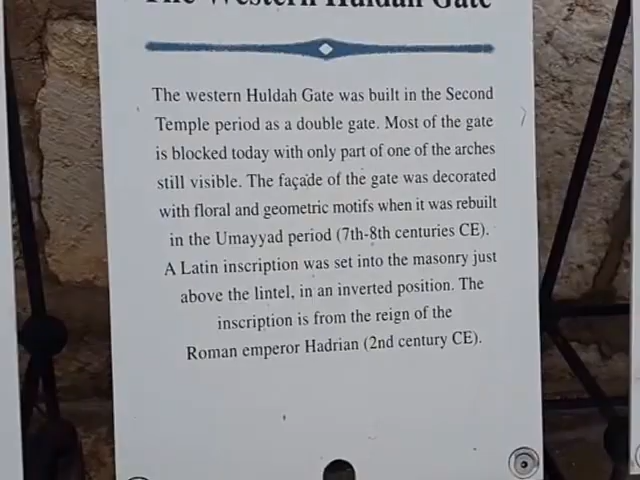 The Western Huldah Gate
The western Huldah Gate was built in the Second
Temple period as a double gate. Most of the gate
is blocked today with only part of one of the arches
still visible. The façade of the gate was decorated
with floral and geometric motifs when it was rebuilt
in the Umayyad period (7th-8th centuries CE).
A Latin inscription was set into the masonry just
above the lintel, in an inverted position. The
inscription is from the reign of the
Roman emperor Hadrian (2nd century CE).